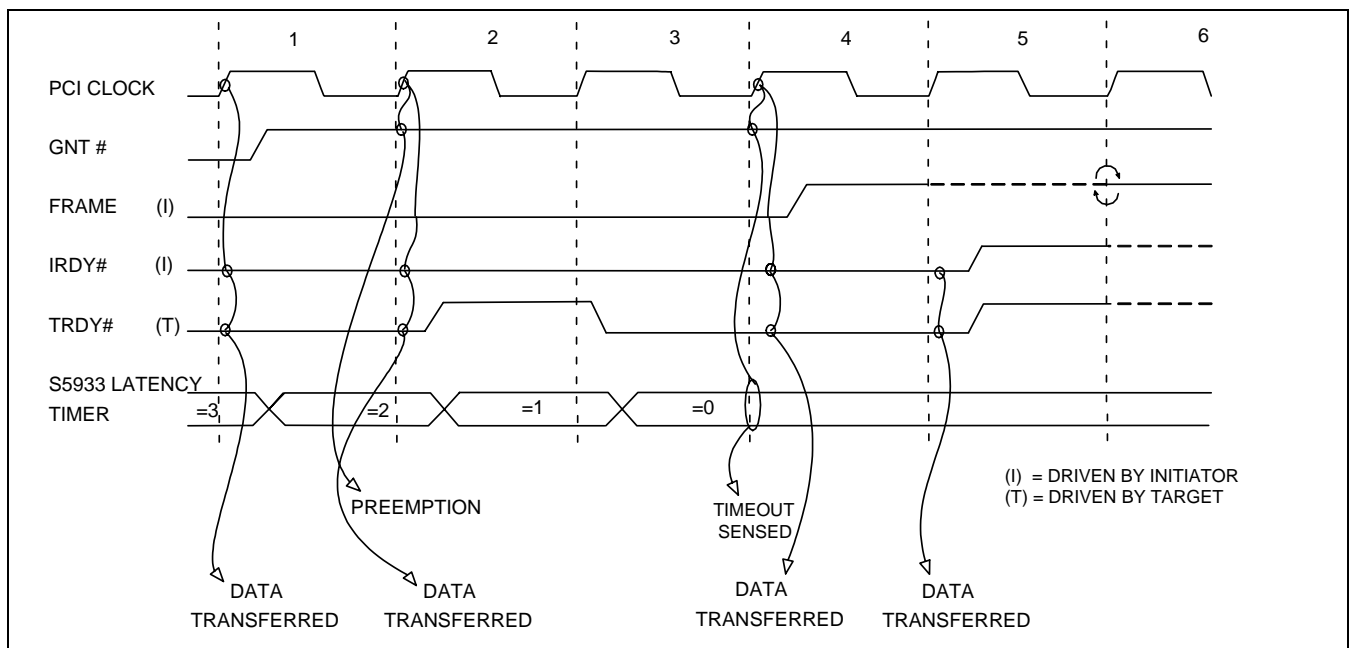 1 2 3 4 5 6
PCI CLOCK
GNT #
FRAME (I)
IRDY# (I)
TRDY# (T)
S5933 LATENCY
TIMER =3 =2 =1 =0
(I) = DRIVEN BY INITIATOR
(T) = DRIVEN BY TARGET
PREEMPTION
TIMEOUT
SENSED
DATA
TRANSFERRED
DATA
TRANSFERRED
DATA
TRANSFERRED
DATA
TRANSFERRED